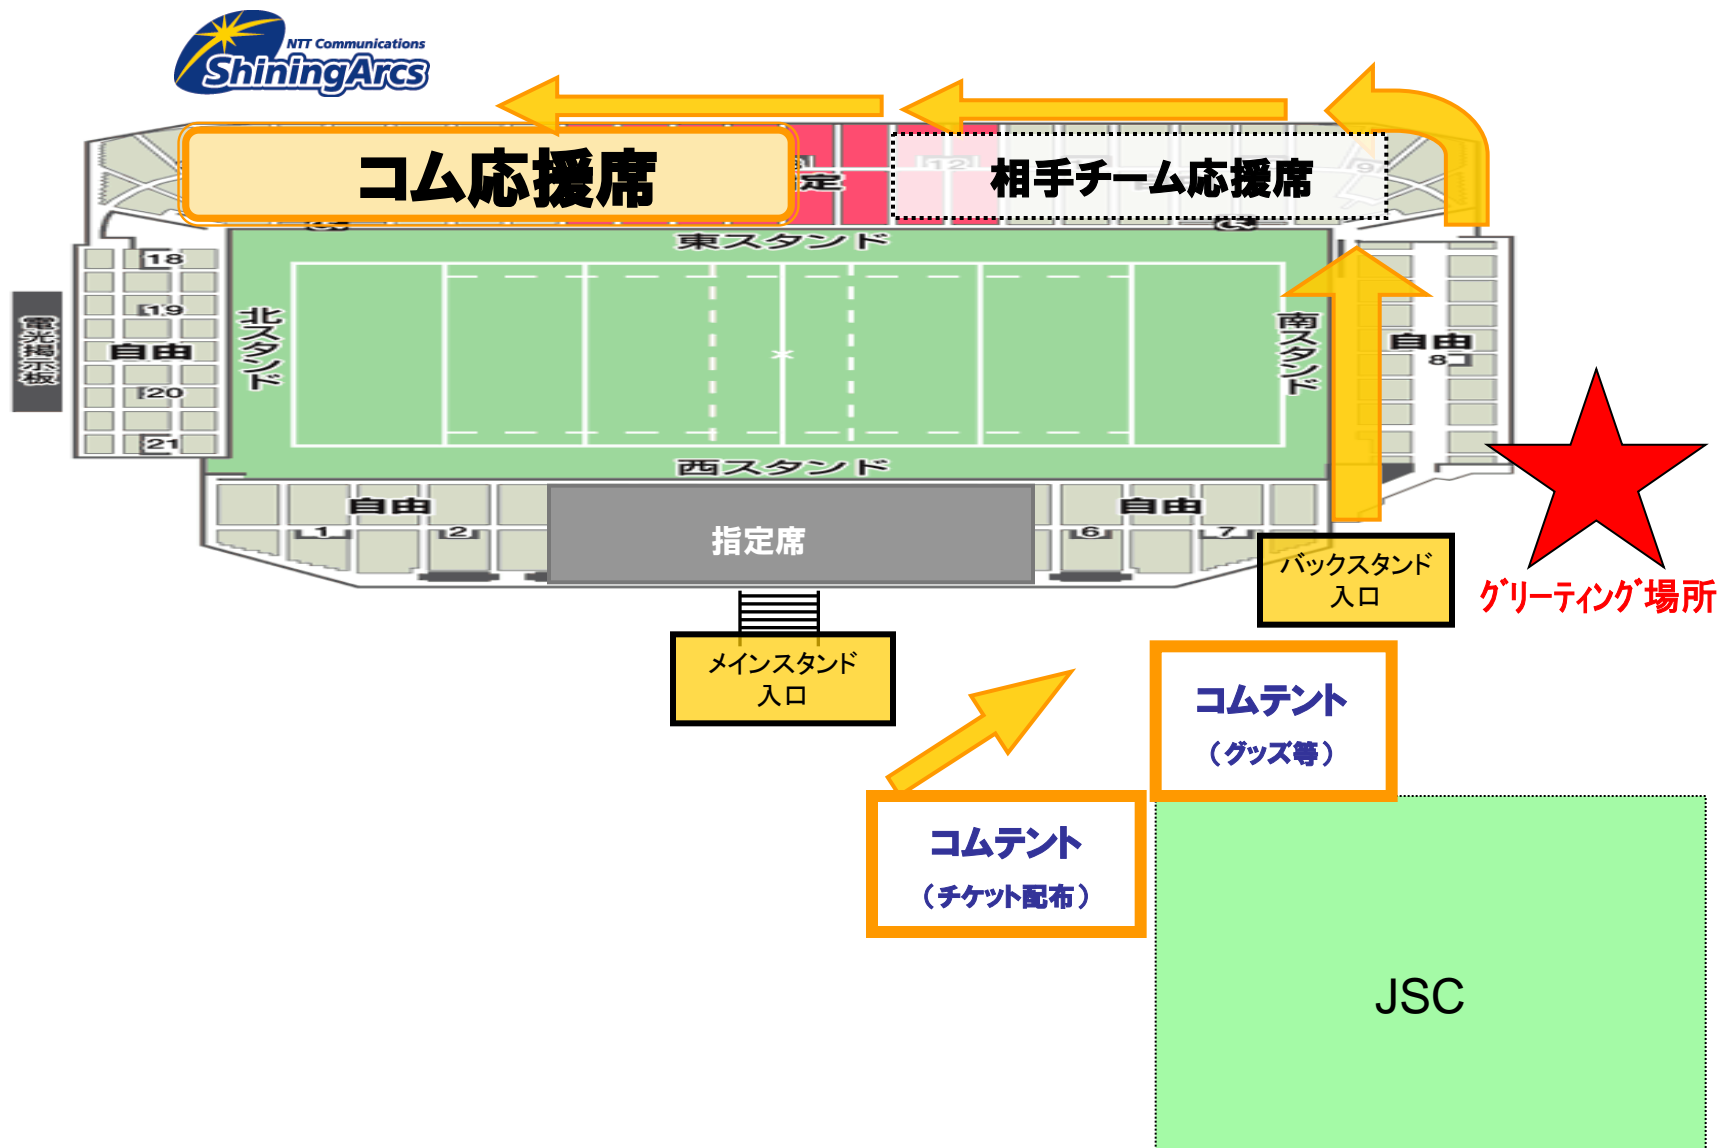 NTT Communications
ShiningArcs
コム応援席
定
12
相手チーム応援席
9
東スタンド
18
19
自由
20
21
電光掲示板
北スタンド
南スタンド
自由
8
西スタンド
自由
1
2
指定席
自由
6
7
バックスタンド
入口
グリーティング場所
メインスタンド
入口
コムテント
（グッズ等）
コムテント
（チケット配布）
JSC